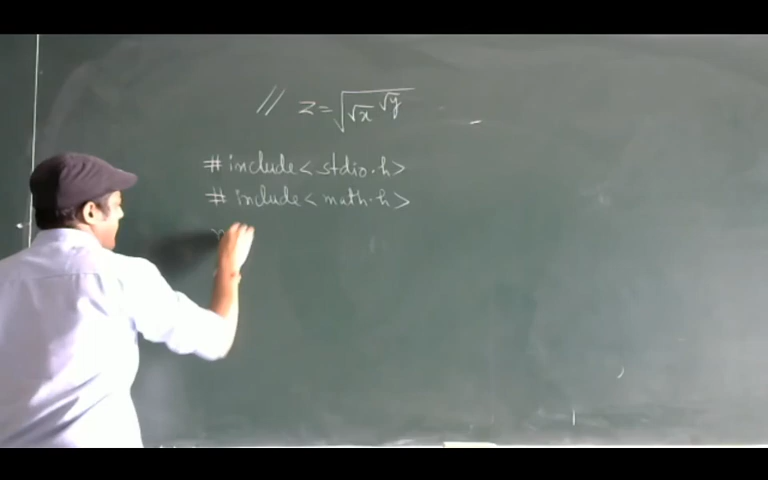 // z = √(√x^√y)
#include<stdio.h>
#include<math.h>